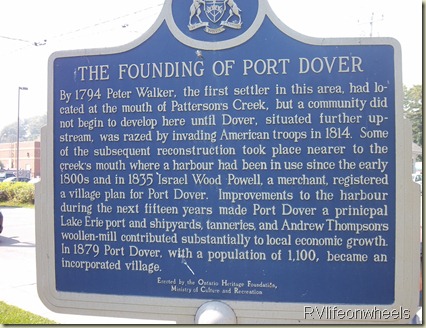 THE FOUNDING OF PORT DOVER
By 1794 Peter Walker, the first settler in this area, had lo-
cated at the mouth of Patterson's Creek, but a community did
not begin to develop here until Dover, situated further up-
stream, was razed by invading American troops in 1814. Some
of the subsequent reconstruction took place nearer to the
creek's mouth where a harbour had been in use since the early
1800s and in 1835 Israel Wood Powell, a merchant, registered
a village plan for Port Dover. Improvements to the harbour
during the next fifteen years made Port Dover a prinicpal
Lake Erie port and shipyards, tanneries, and Andrew Thompson's
woollen-mill contributed substantially to local economic growth.
In 1879 Port Dover, with a population of 1,100, became an
incorporated village.
Erected by the Ontario Heritage Foundation,
Ministry of Culture and Recreation
RVlifeonwheels